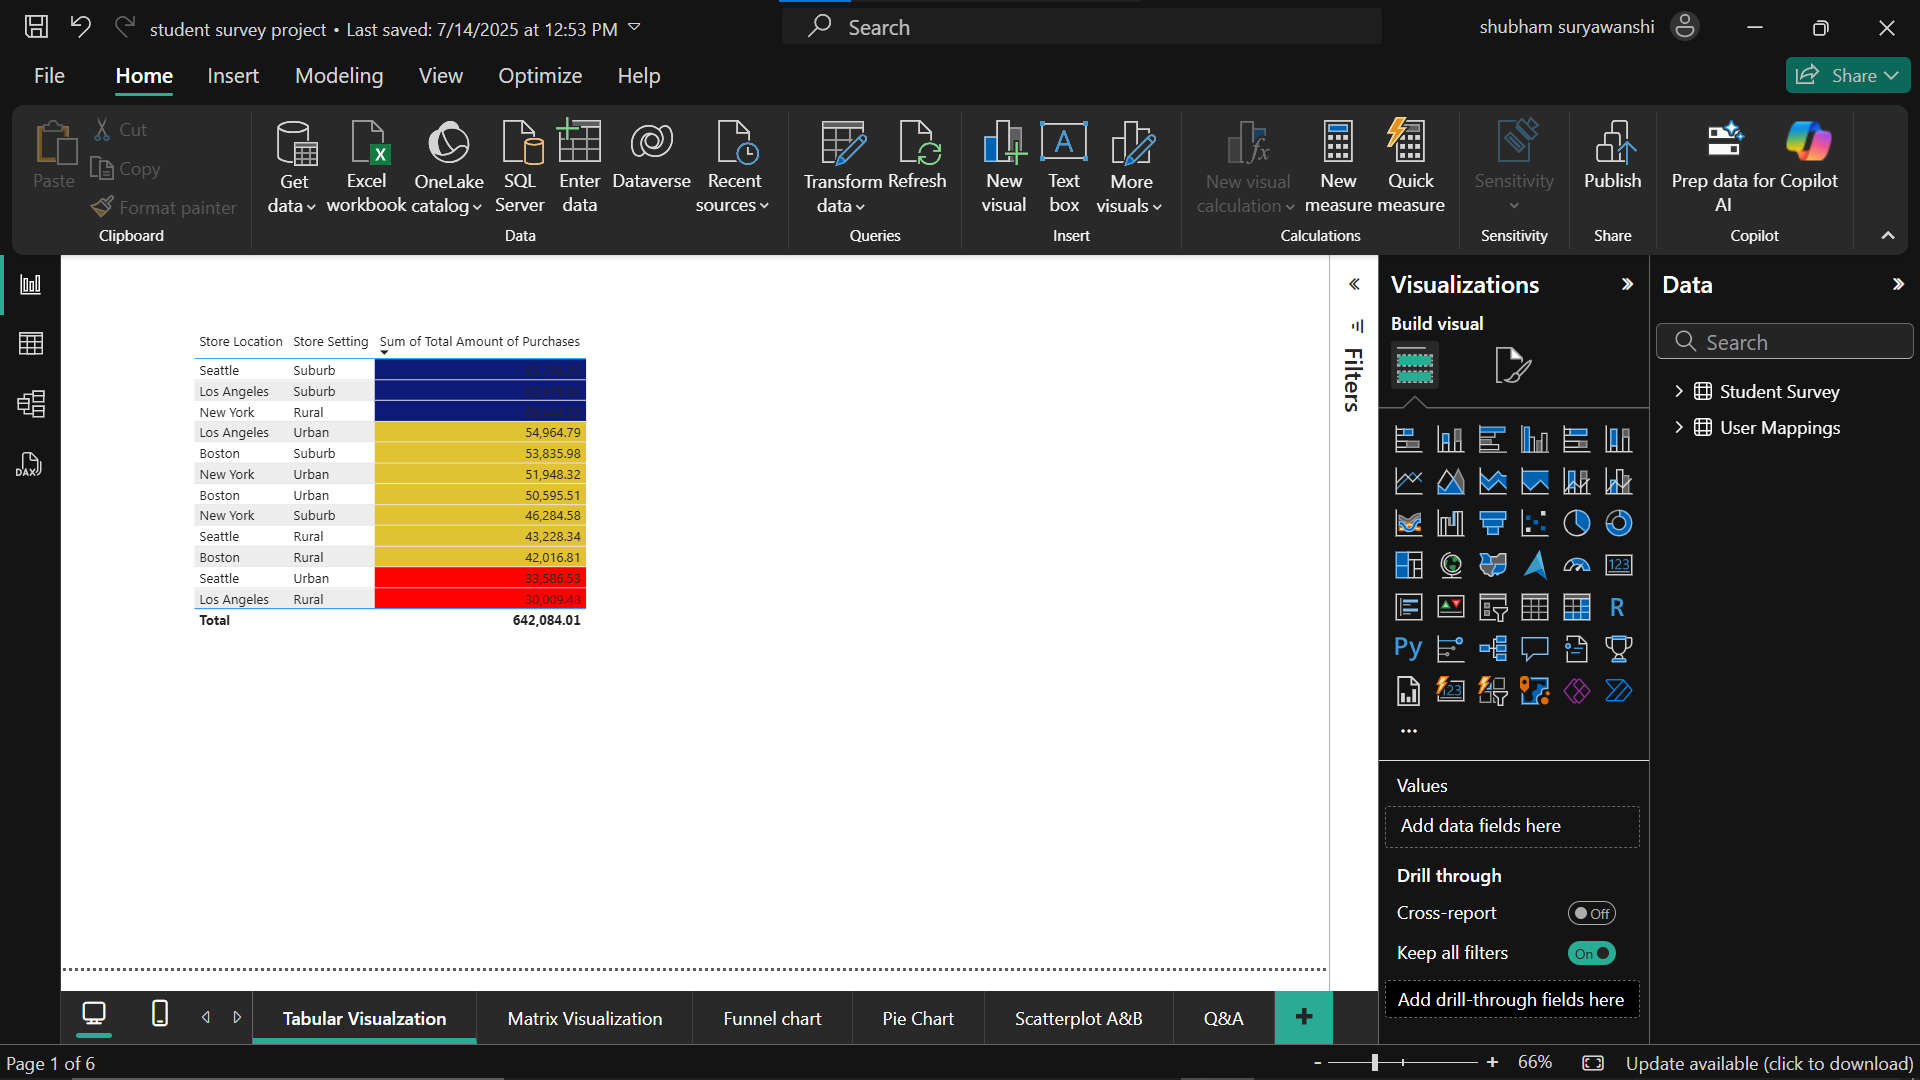 student survey project • Last saved: 7/14/2025 at 12:53 PM
Search
shubham suryawanshi
File Home Insert Modeling View Optimize Help
Share
Paste
Cut
Copy
Format painter
Clipboard
Get data
Excel workbook
OneLake catalog
SQL Server
Enter data
Dataverse
Recent sources
Data
Transform data
Refresh
Queries
New visual
Text box
More visuals
Insert
New visual calculation
New measure
Quick measure
Calculations
Sensitivity
Sensitivity
Publish
Share
Prep data for AI
Copilot
Copilot
DAX
Store Location Store Setting Sum of Total Amount of Purchases
Seattle Suburb
Los Angeles Suburb
New York Rural
Los Angeles Urban 54,964.79
Boston Suburb 53,835.98
New York Urban 51,948.32
Boston Urban 50,595.51
New York Suburb 46,284.58
Seattle Rural 43,228.34
Boston Rural 42,016.81
Seattle Urban 33,586.53
Los Angeles Rural 30,009.48
Total 642,084.01
Filters
Visualizations
Build visual
123
R
Py
123
Values
Add data fields here
Drill through
Cross-report Off
Keep all filters On
Add drill-through fields here
Data
Search
Student Survey
User Mappings
Tabular Visualzation Matrix Visualization Funnel chart Pie Chart Scatterplot A&B Q&A +
Page 1 of 6
- + 66%
Update available (click to download)